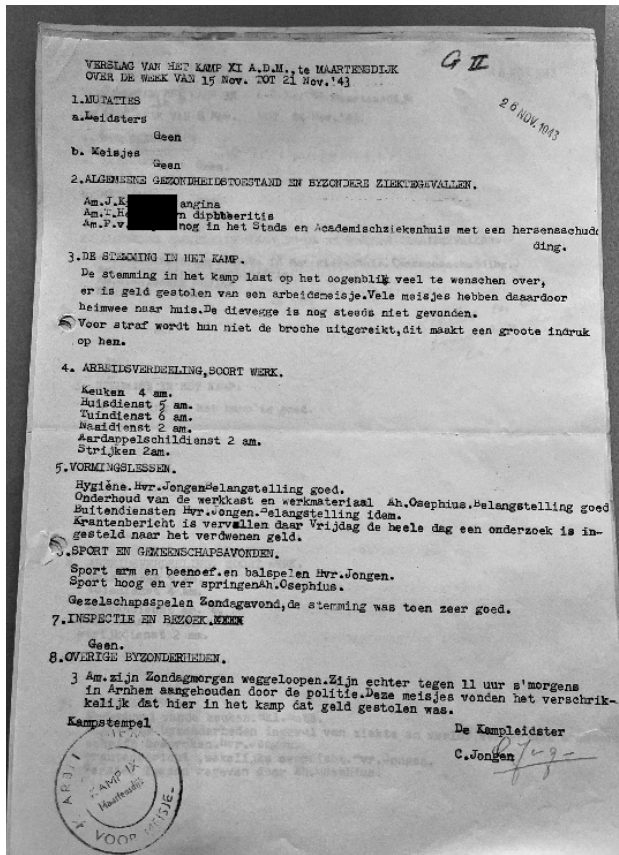 VERSLAG VAN HET KAMP XI A.D.M.,te MAARTENSDIJK
OVER DE WEEK VAN 15 Nov. TOT 21 Nov.'43
G II
26 NOV. 1943
1.MUTATIES
a.Leidsters
Geen
b. Meisjes
Geen
2.ALGEMEENE GEZONDHEIDSTOESTAND EN BYZONDERE ZIEKTEGEVALLEN.
Am.J.K angina
Am.T.He n diphteeritis
Am.P.v. nog in het Stads en Academischziekenhuis met een hersenschud
ding.
3.DE STEMMING IN HET KAMP.
De stemming in het kamp laat op het oogenblik veel te wenschen over,
er is geld gestolen van een arbeidsmeisje.Vele meisjes hebben daardoor
heimwee naar huis.De dievegge is nog steeds niet gevonden.
Voor straf wordt hun niet de broche uitgereikt,dit maakt een groote indruk
op hen.
4. ARBEIDSVERDEELING,SOORT WERK.
Keuken 4 am.
Huisdienst 5 am.
Tuindienst 6 am.
Naaidienst 2 am.
Aardappelschildienst 2 am.
Strijken 2am.
5.VORMINGSLESSEN.
Hygiëne.Hvr.Jongen.Belangstelling goed.
Onderhoud van de werkkast en werkmateriaal Ah.Osephius.Belangstelling goed
Buitendiensten Hvr.Jongen.Belangstelling idem.
Krantenbericht is vervallen daar Vrijdag de heele dag een onderzoek is in-
gesteld naar het verdwenen geld.
.SPORT EN GEMEENSCHAPSAVONDEN.
Sport arm en beenoef.en balspelen Hvr.Jongen.
Sport hoog en ver springenAh.Osephius.
Gezelschapsspelen Zondagavond,de stemming was toen zeer goed.
7.INSPECTIE EN BEZOEK.
Geen.
8.OVERIGE BYZONDERHEDEN.
3 Am.zijn Zondagmorgen weggeloopen.Zijn echter tegen 11 uur s'morgens
in Arnhem aangehouden door de politie.Deze meisjes vonden het verschrik-
kelijk dat hier in het kamp dat geld gestolen was.
Kampstempel
De Kampleidster
C.Jongen
KAMP IX
Maartensdijk
VOOR MEISJE